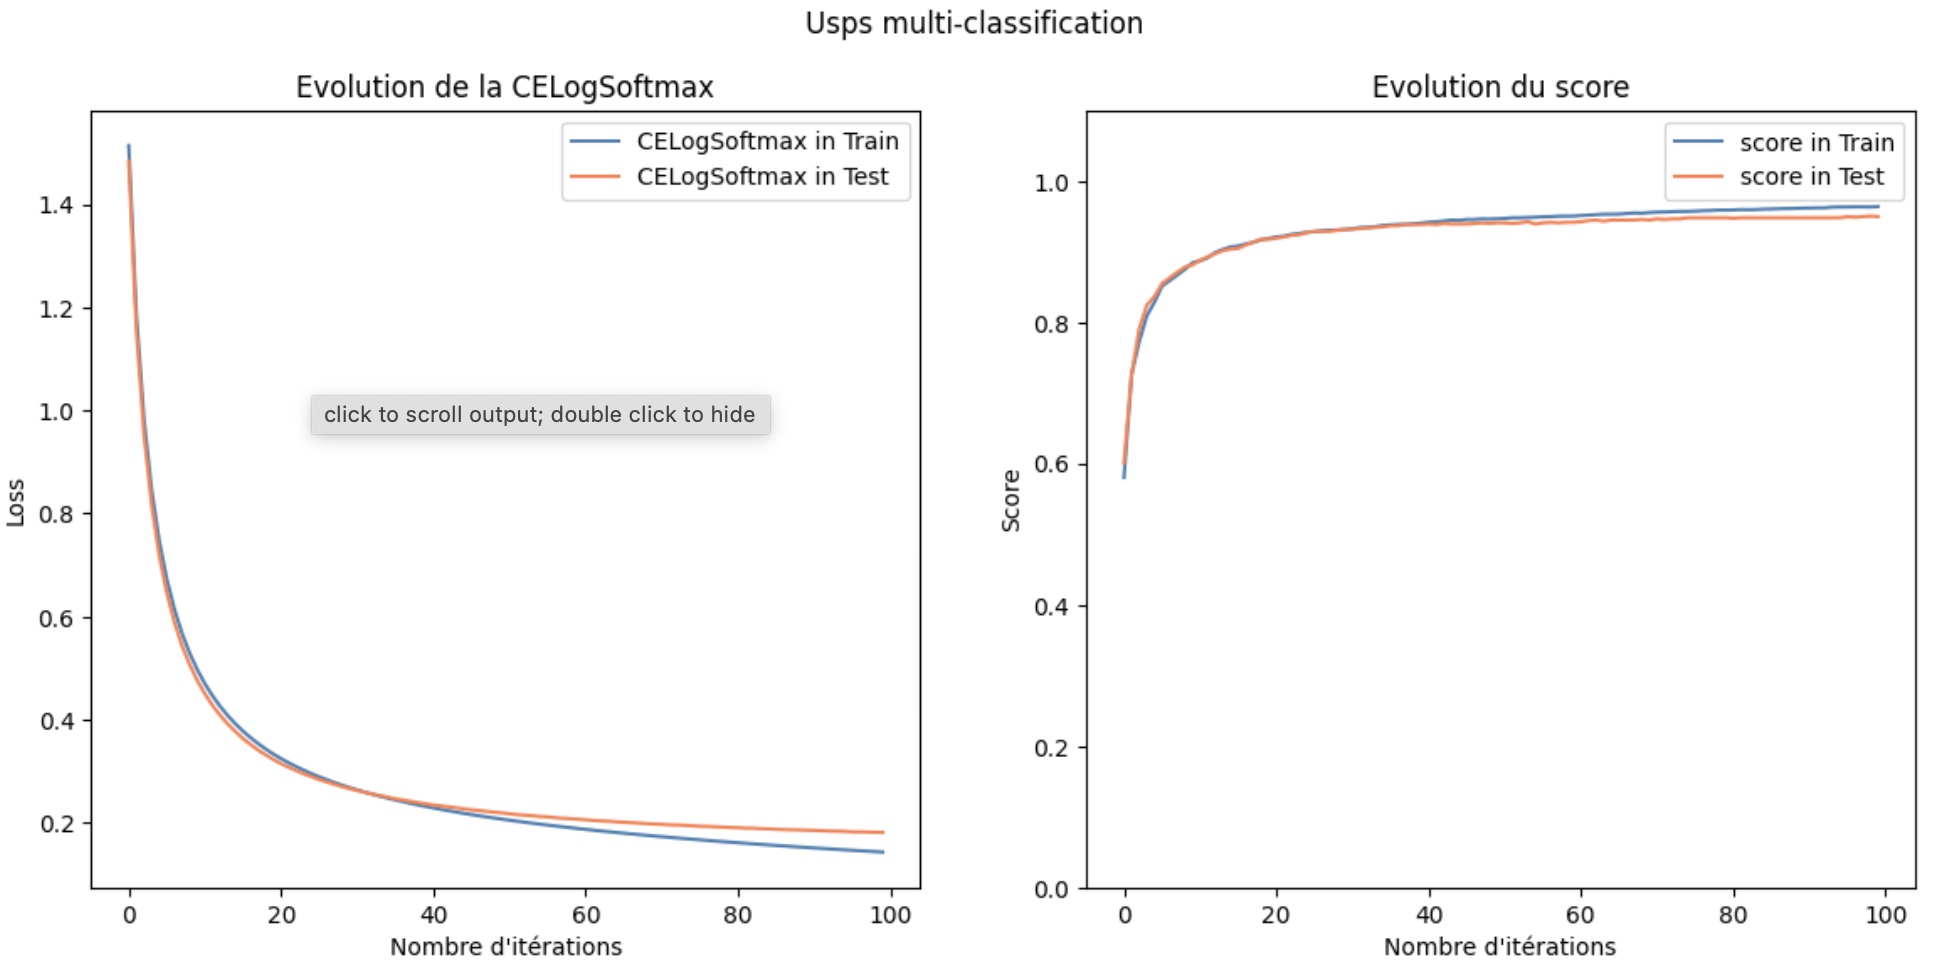 Usps multi-classification
Evolution de la CELogSoftmax
CELogSoftmax in Train
CELogSoftmax in Test
1.4
1.2
1.0
0.8
0.6
0.4
0.2
Loss
click to scroll output; double click to hide
0 20 40 60 80 100
Nombre d'itérations
Evolution du score
score in Train
score in Test
1.0
0.8
0.6
0.4
0.2
0.0
Score
0 20 40 60 80 100
Nombre d'itérations